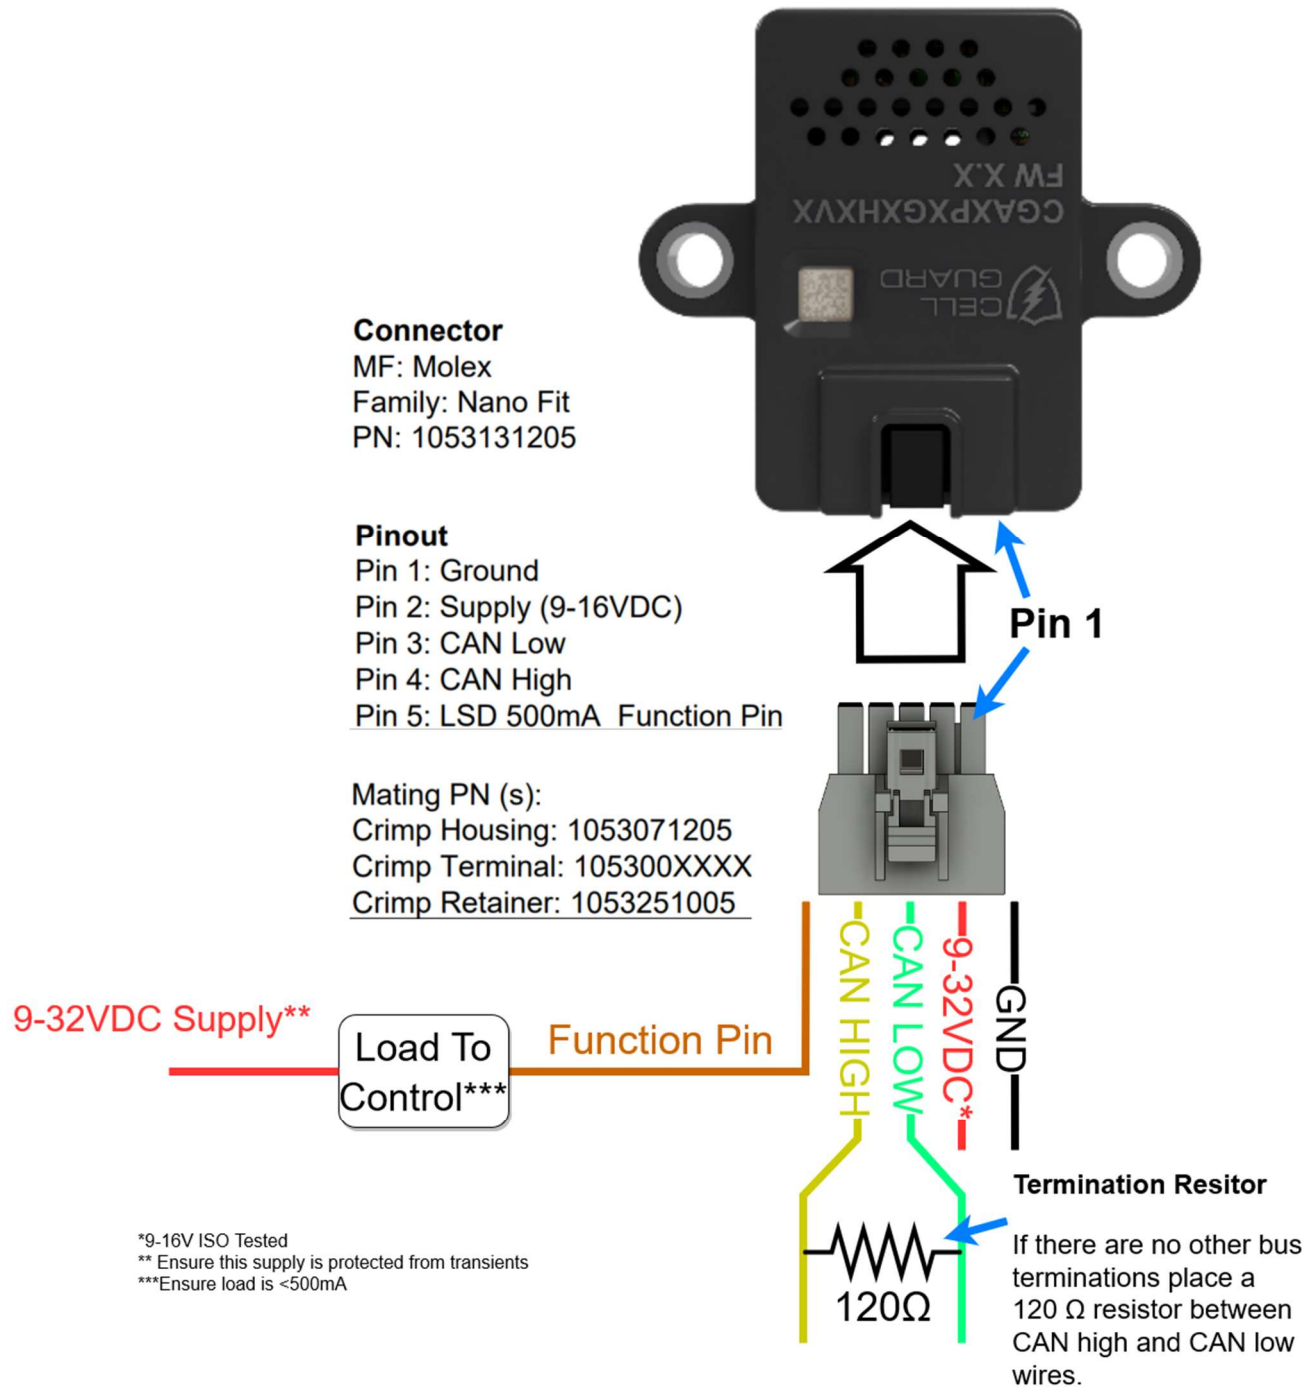 FW X.X
CGAXPXGXHXVX
CELL
GUARD
Connector
MF: Molex
Family: Nano Fit
PN: 1053131205
Pinout
Pin 1: Ground
Pin 2: Supply (9-16VDC)
Pin 3: CAN Low
Pin 4: CAN High
Pin 5: LSD 500mA  Function Pin
Pin 1
Mating PN (s):
Crimp Housing: 1053071205
Crimp Terminal: 105300XXXX
Crimp Retainer: 1053251005
CAN HIGH
CAN LOW
9-32VDC*
GND
9-32VDC Supply**
Load To
Control***
Function Pin
Termination Resitor
If there are no other bus
terminations place a
120 Ω resistor between
CAN high and CAN low
wires.
120Ω
*9-16V ISO Tested
** Ensure this supply is protected from transients
***Ensure load is <500mA